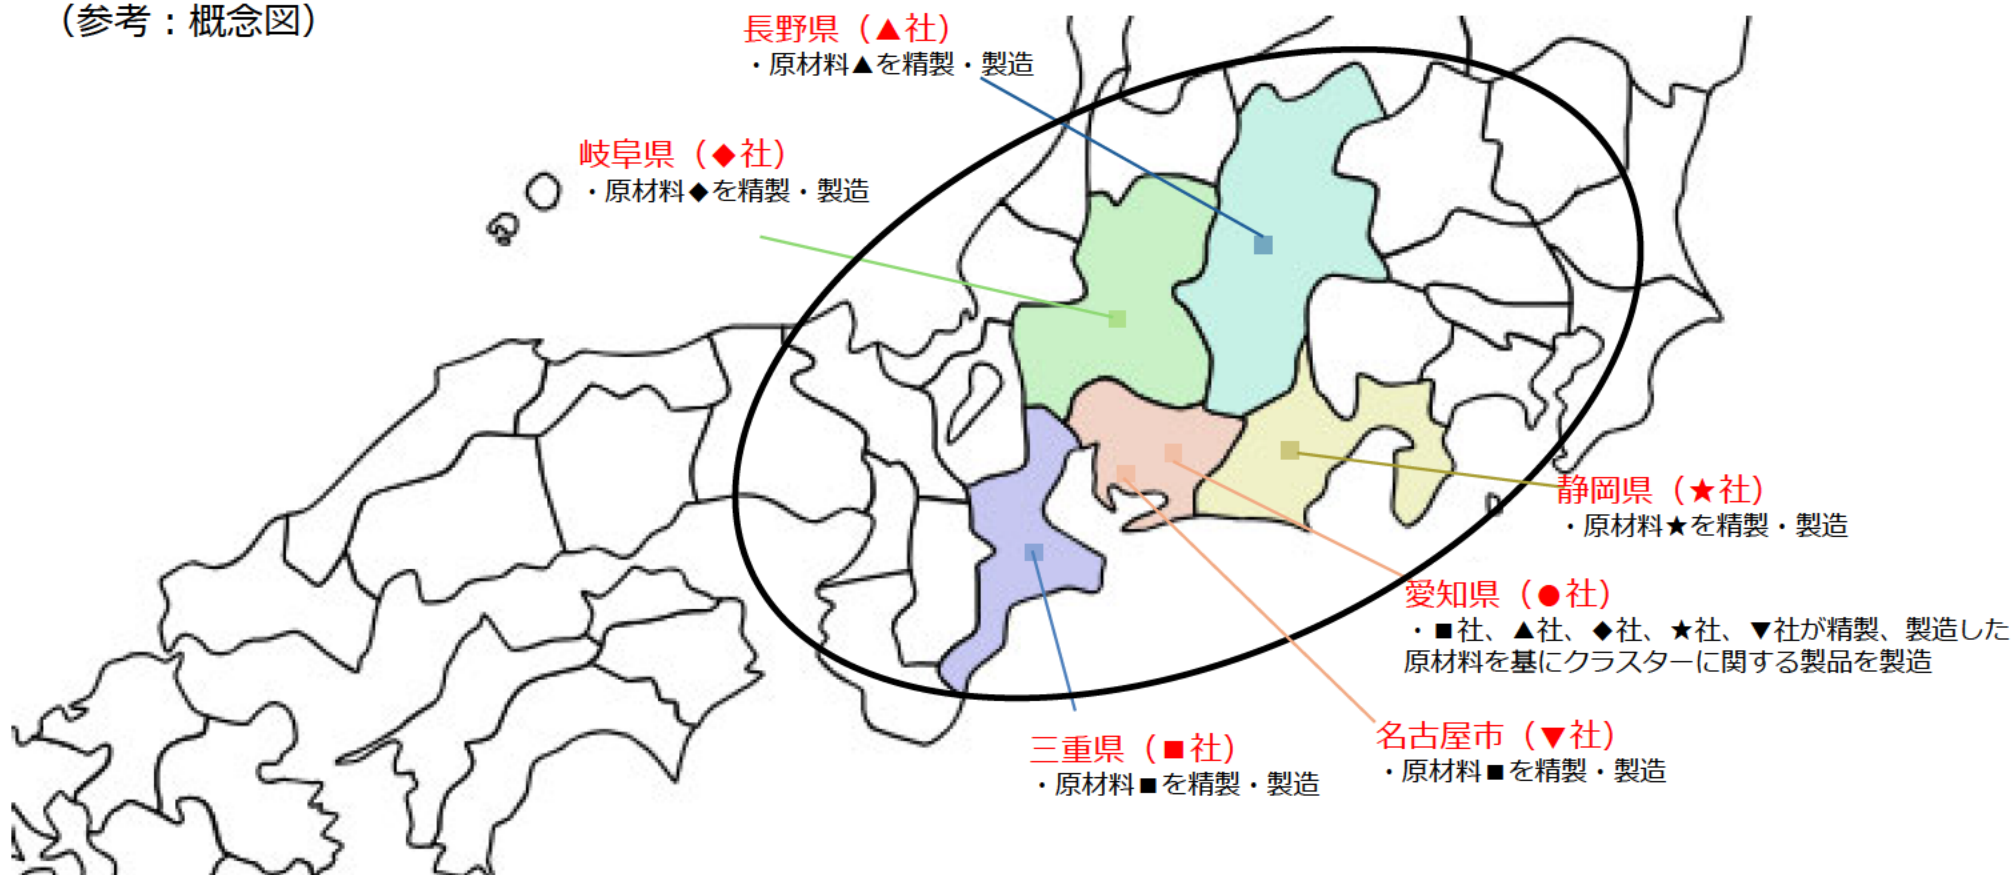 （参考：概念図）
長野県（▲社）
・原材料▲を精製・製造
岐阜県（◆社）
・原材料◆を精製・製造
静岡県（★社）
・原材料★を精製・製造
愛知県（●社）
・■社、▲社、◆社、★社、▼社が精製、製造した
原材料を基にクラスターに関する製品を製造
名古屋市（▼社）
・原材料■を精製・製造
三重県（■社）
・原材料■を精製・製造